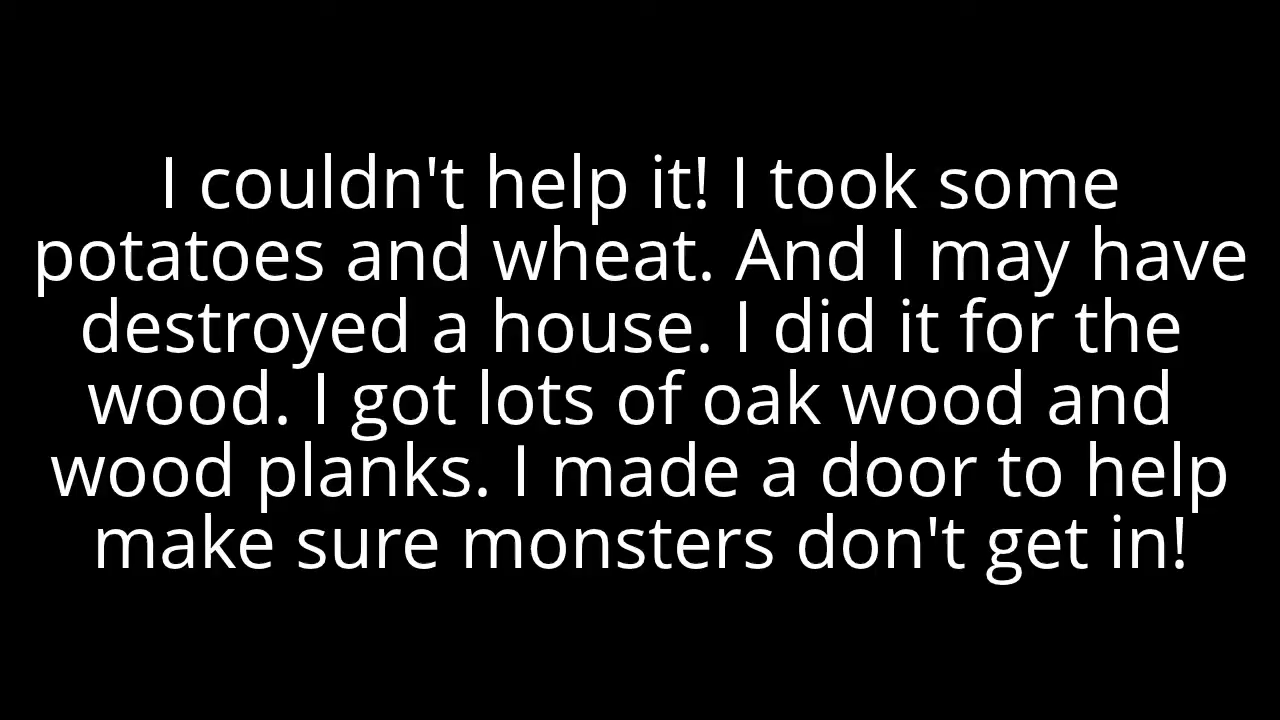 I couldn't help it! I took some
potatoes and wheat. And I may have
destroyed a house. I did it for the
wood. I got lots of oak wood and
wood planks. I made a door to help
make sure monsters don't get in!